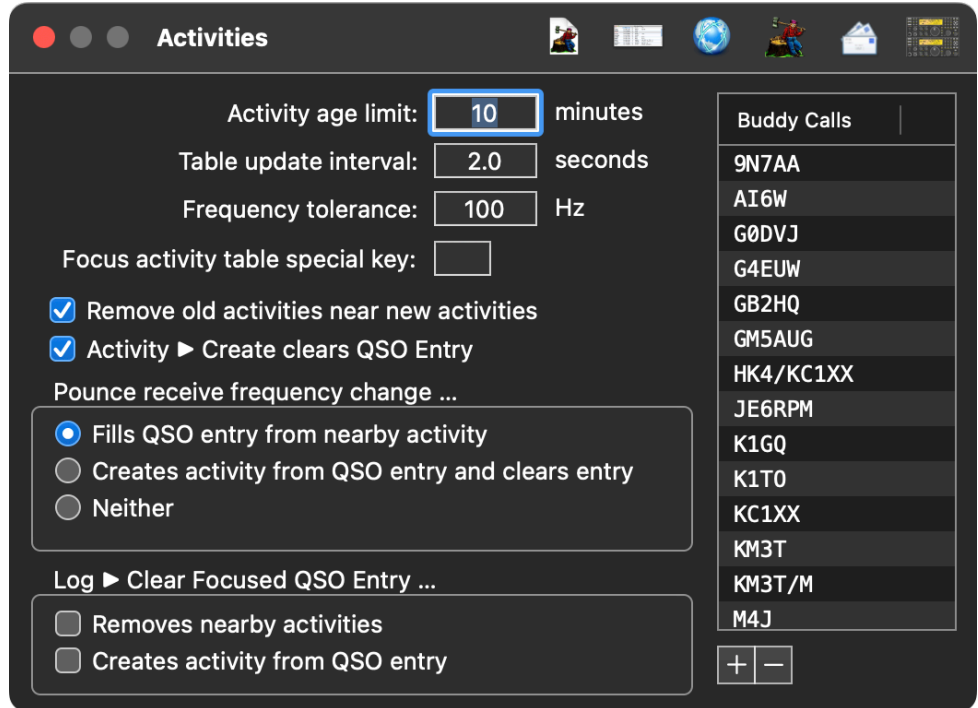 Activities
Activity age limit: 10 minutes
Table update interval: 2.0 seconds
Frequency tolerance: 100 Hz
Focus activity table special key:
Remove old activities near new activities
Activity ▶ Create clears QSO Entry
Pounce receive frequency change ...
Fills QSO entry from nearby activity
Creates activity from QSO entry and clears entry
Neither
Log ▶ Clear Focused QSO Entry ...
Removes nearby activities
Creates activity from QSO entry
Buddy Calls
9N7AA
AI6W
G0DVJ
G4EUW
GB2HQ
GM5AUG
HK4/KC1XX
JE6RPM
K1GQ
K1TO
KC1XX
KM3T
KM3T/M
M4J